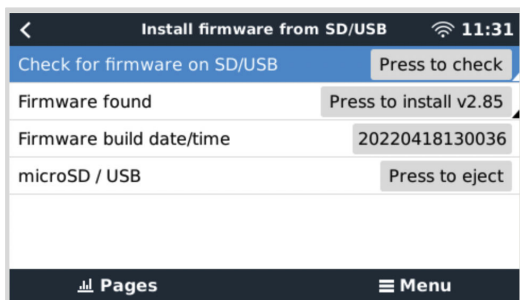 Install firmware from SD/USB 11:31
Check for firmware on SD/USB Press to check
Firmware found Press to install v2.85
Firmware build date/time 20220418130036
microSD / USB Press to eject
Pages Menu